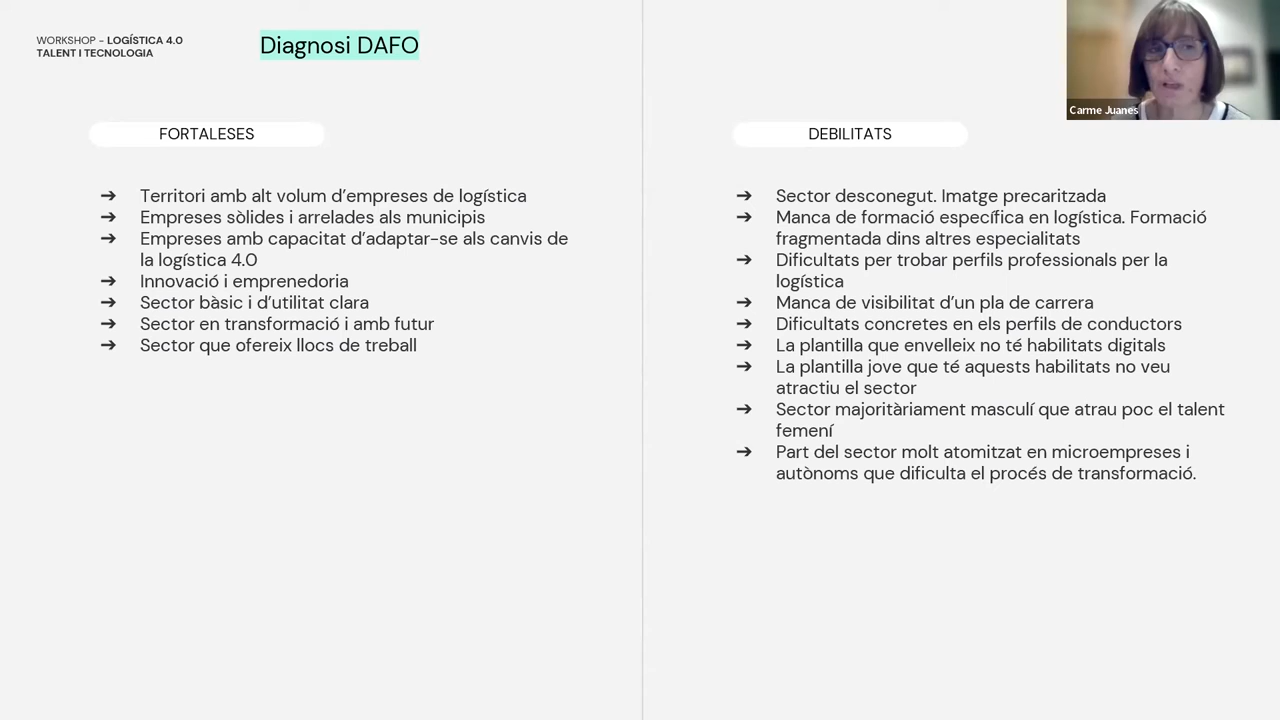 WORKSHOP - LOGÍSTICA 4.0
TALENT I TECNOLOGIA
Diagnosi DAFO
Carme Juanes
FORTALESES
➔ Territori amb alt volum d’empreses de logística
➔ Empreses sòlides i arrelades als municipis
➔ Empreses amb capacitat d’adaptar-se als canvis de
la logística 4.0
➔ Innovació i emprenedoria
➔ Sector bàsic i d’utilitat clara
➔ Sector en transformació i amb futur
➔ Sector que ofereix llocs de treball
DEBILITATS
➔ Sector desconegut. Imatge precaritzada
➔ Manca de formació específica en logística. Formació
fragmentada dins altres especialitats
➔ Dificultats per trobar perfils professionals per la
logística
➔ Manca de visibilitat d’un pla de carrera
➔ Dificultats concretes en els perfils de conductors
➔ La plantilla que envelleix no té habilitats digitals
➔ La plantilla jove que té aquests habilitats no veu
atractiu el sector
➔ Sector majoritàriament masculí que atrau poc el talent
femení
➔ Part del sector molt atomitzat en microempreses i
autònoms que dificulta el procés de transformació.